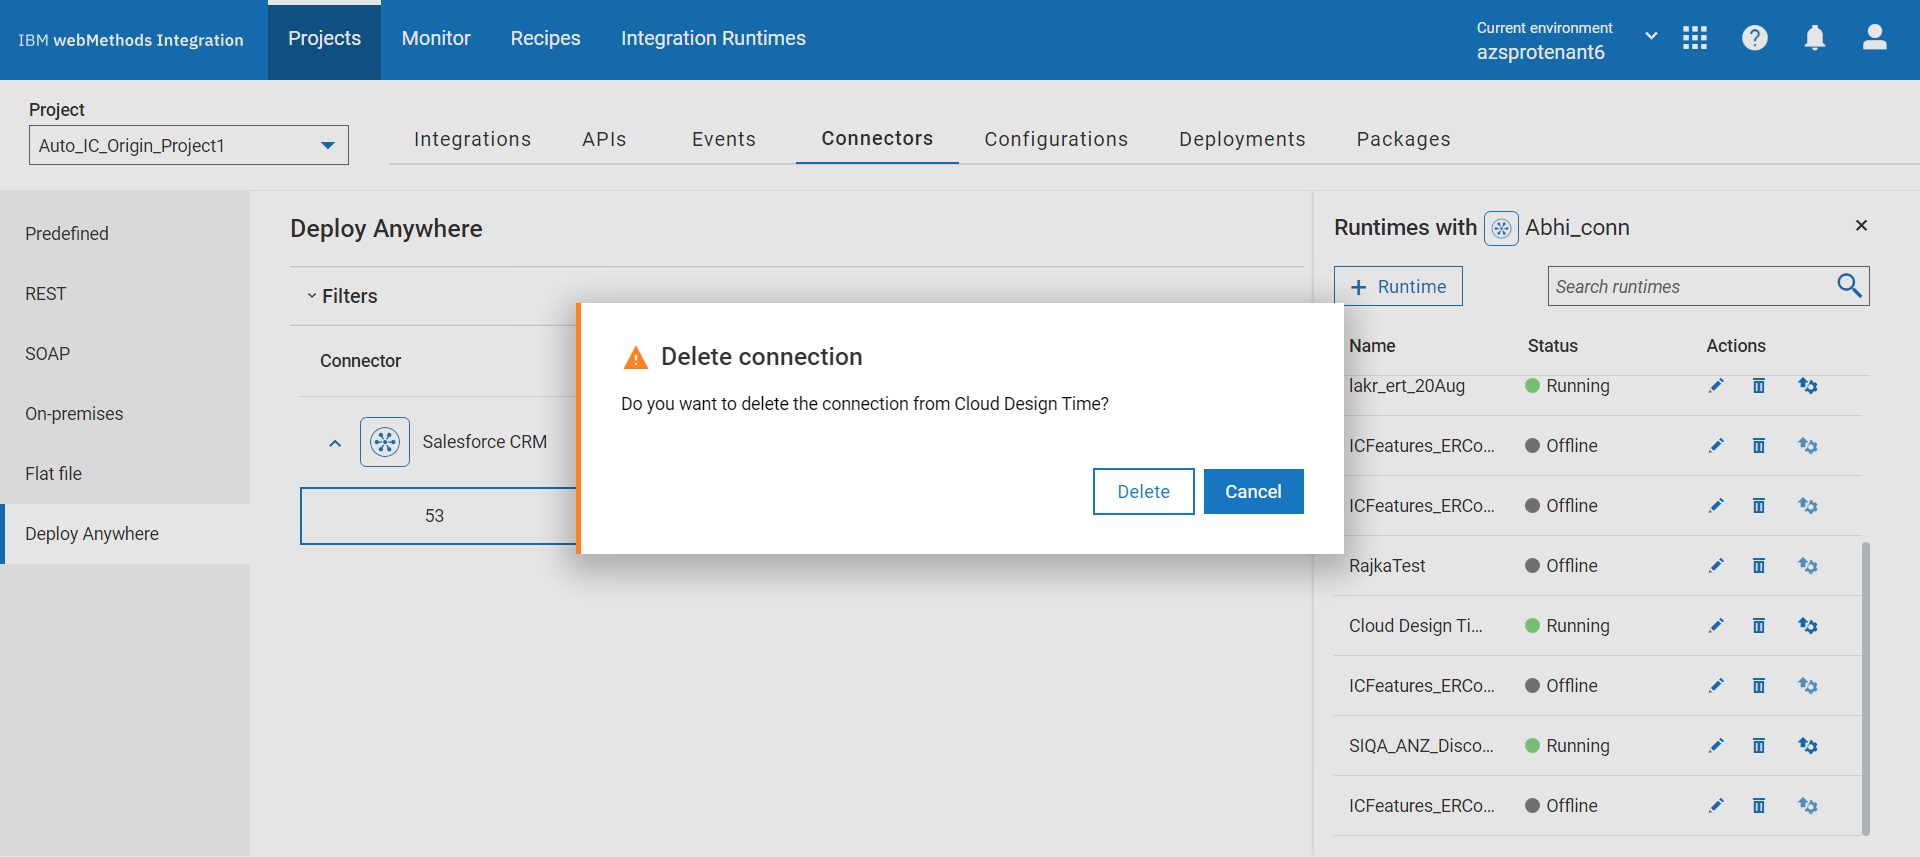 IBM webMethods Integration
Projects
Monitor
Recipes
Integration Runtimes
Current environment
azsprotenant6
Project
Auto_IC_Origin_Project1
Integrations
APIs
Events
Connectors
Configurations
Deployments
Packages
Predefined
REST
SOAP
On-premises
Flat file
Deploy Anywhere
Deploy Anywhere
Filters
Connector
Salesforce CRM
53
Delete connection
Do you want to delete the connection from Cloud Design Time?
Delete
Cancel
Runtimes with Abhi_conn
+ Runtime
Search runtimes
Name Status Actions
lakr_ert_20Aug Running
ICFeatures_ERCo... Offline
ICFeatures_ERCo... Offline
RajkaTest Offline
Cloud Design Ti... Running
ICFeatures_ERCo... Offline
SIQA_ANZ_Disco... Running
ICFeatures_ERCo... Offline